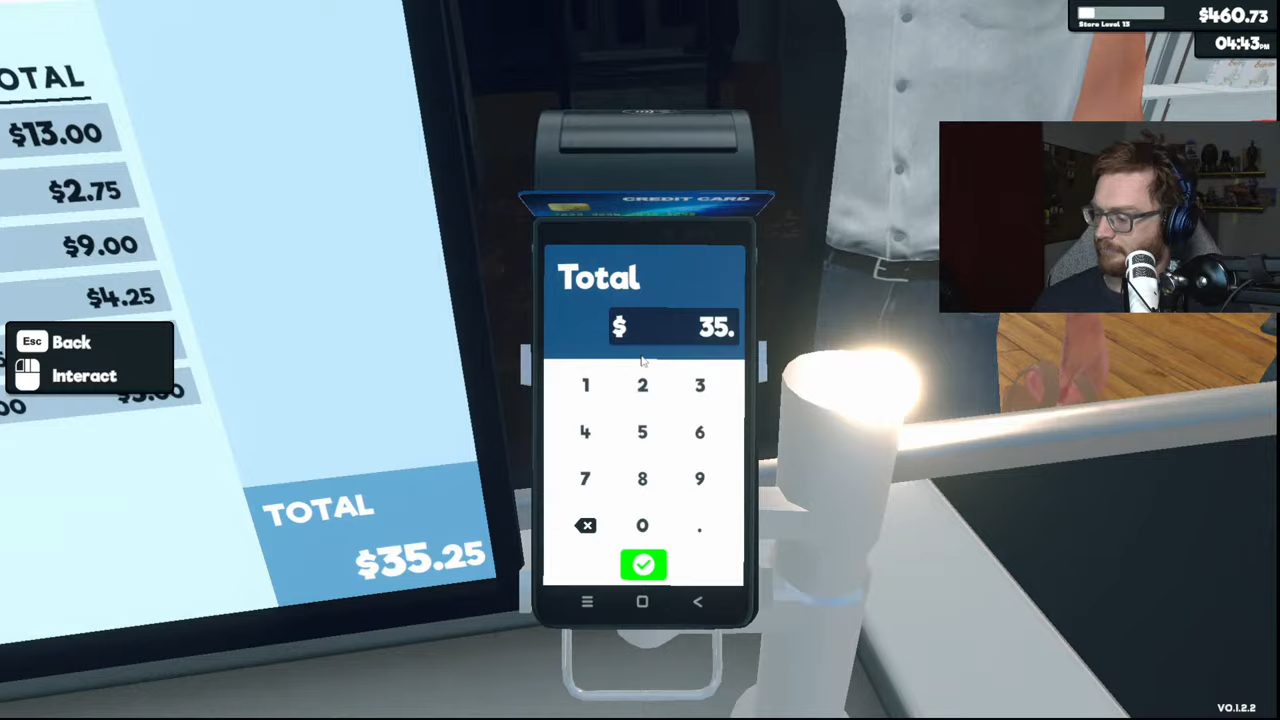 OTAL
$13.00
$2.75
$9.00
$4.25
TOTAL
$35.25
Esc Back
Interact
CREDIT CARD
Total
$ 35.
1 2 3
4 5 6
7 8 9
0 .
Store Level 15
$460.73
04:43PM
V0.1.2.2